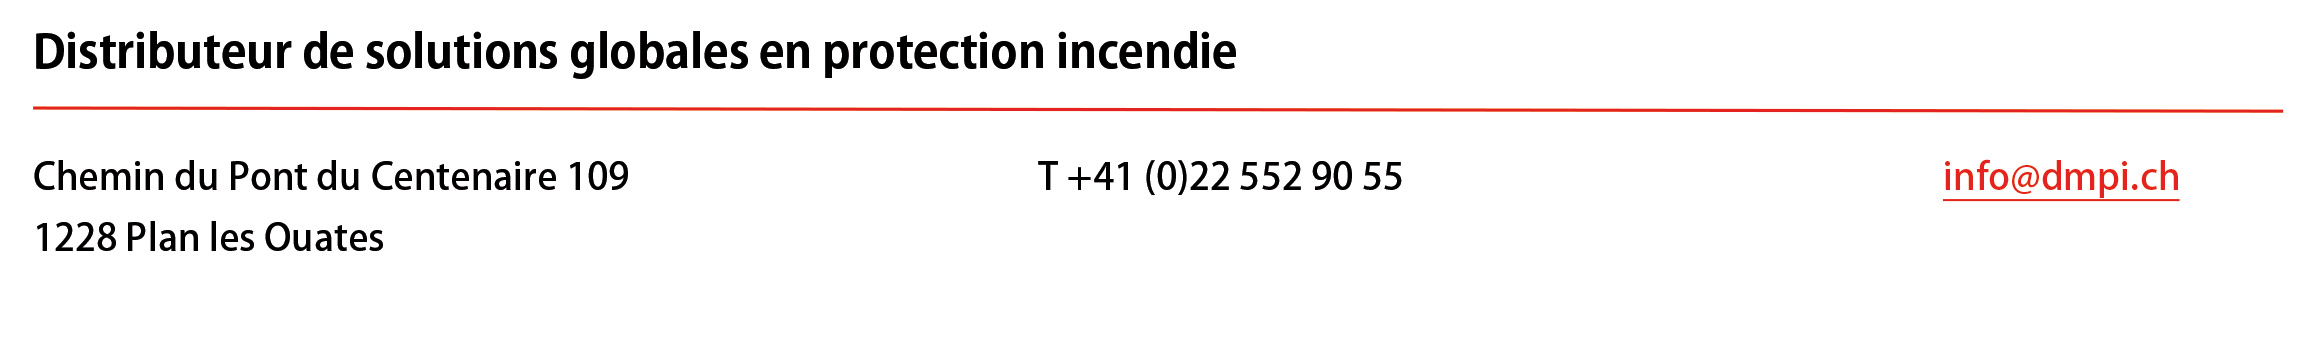 Distributeur de solutions globales en protection incendie
Chemin du Pont du Centenaire 109
T +41 (0)22 552 90 55
info@dmpi.ch
1228 Plan les Ouates